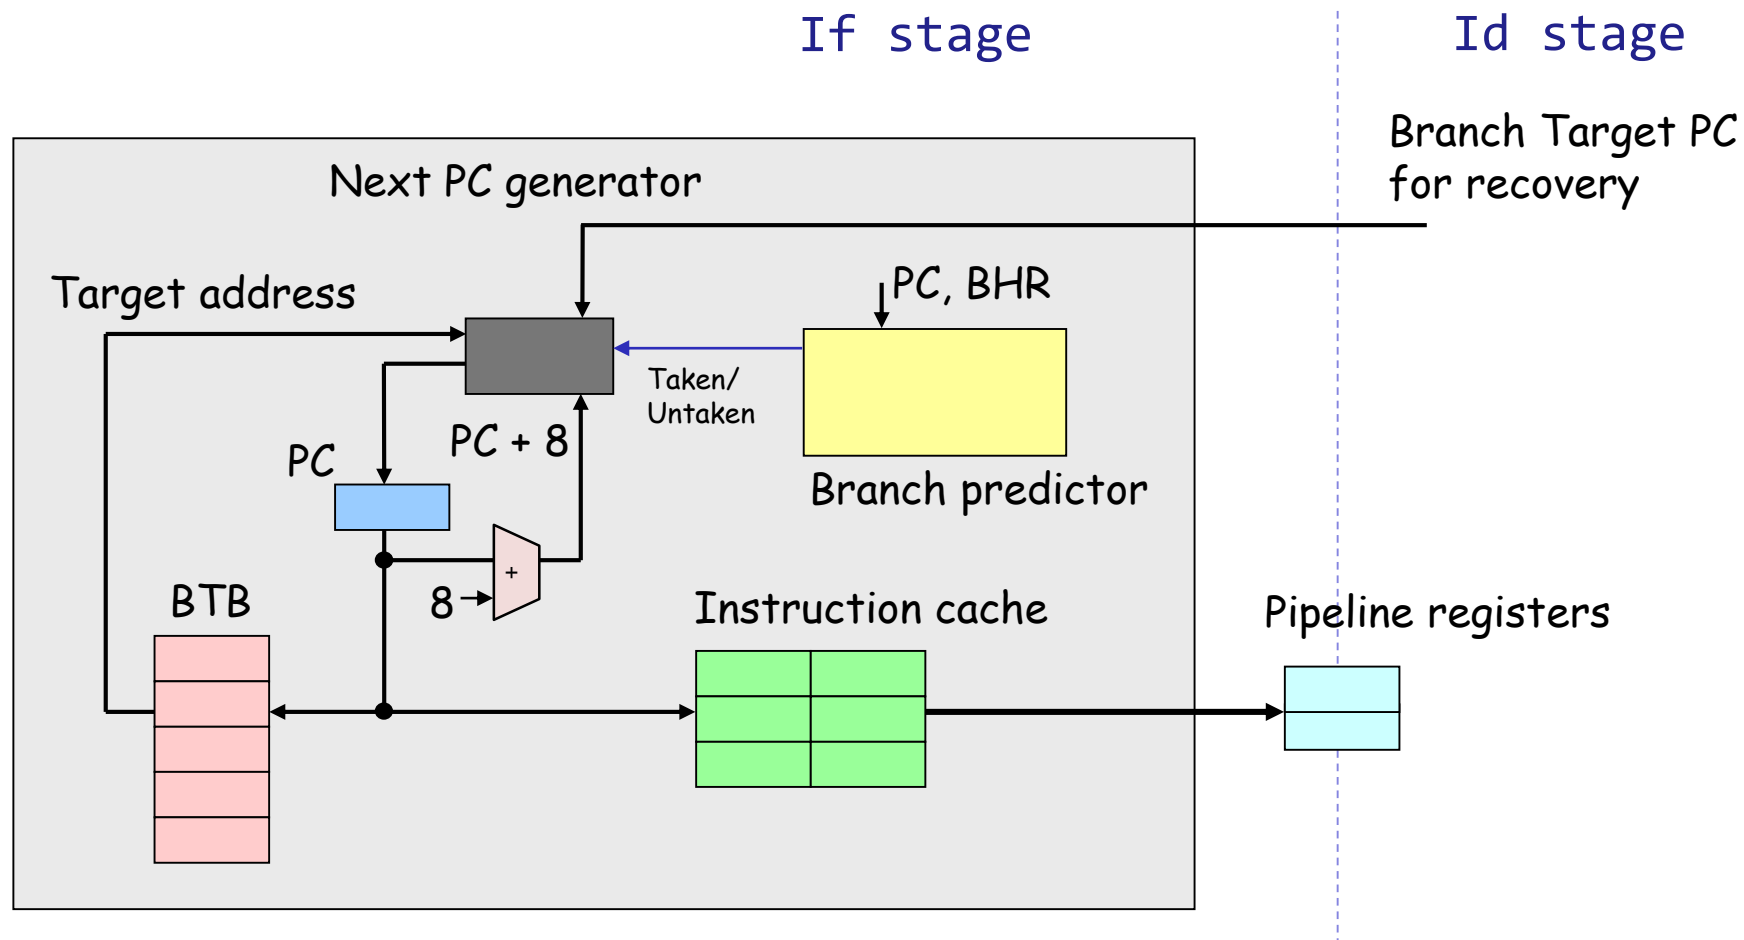 If stage
Id stage
Branch Target PC
for recovery
Next PC generator
Target address
PC, BHR
Taken/
Untaken
PC + 8
PC
Branch predictor
+
8
BTB
Instruction cache
Pipeline registers